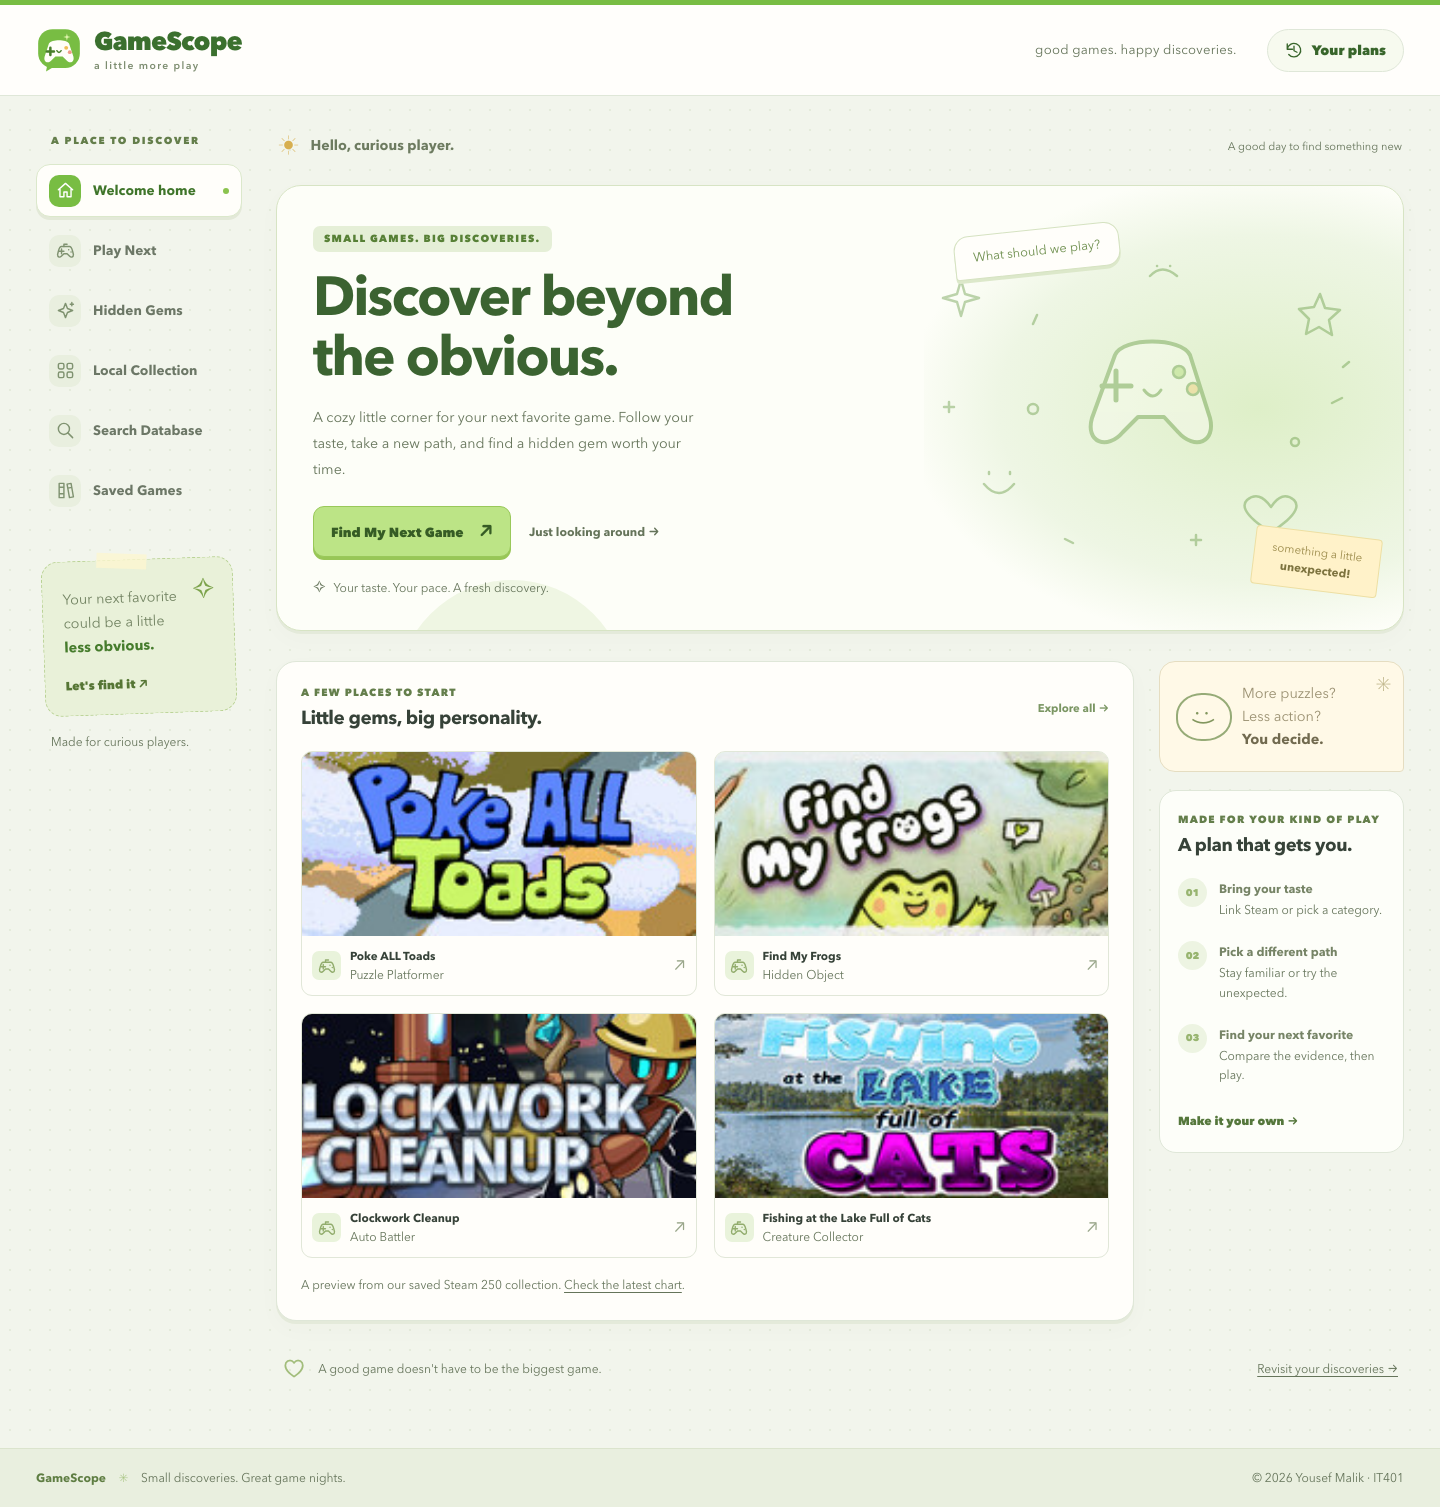 GameScope
a little more play
good games. happy discoveries.
Your plans
A PLACE TO DISCOVER
Welcome home
Play Next
Hidden Gems
Local Collection
Search Database
Saved Games
Your next favorite
could be a little
less obvious.
Let's find it ↗
Made for curious players.
Hello, curious player.
A good day to find something new
SMALL GAMES. BIG DISCOVERIES.
Discover beyond
the obvious.
A cozy little corner for your next favorite game. Follow your
taste, take a new path, and find a hidden gem worth your
time.
Find My Next Game ↗
Just looking around →
Your taste. Your pace. A fresh discovery.
What should we play?
something a little
unexpected!
A FEW PLACES TO START
Little gems, big personality.
Explore all →
Poke ALL
Toads
Poke ALL Toads
Puzzle Platformer
Find
My Frogs
Find My Frogs
Hidden Object
LOCKWORK
CLEANUP
Clockwork Cleanup
Auto Battler
FiSHiNG
at the LAKE
full of
CATS
Fishing at the Lake Full of Cats
Creature Collector
A preview from our saved Steam 250 collection. Check the latest chart.
More puzzles?
Less action?
You decide.
MADE FOR YOUR KIND OF PLAY
A plan that gets you.
01
Bring your taste
Link Steam or pick a category.
02
Pick a different path
Stay familiar or try the
unexpected.
03
Find your next favorite
Compare the evidence, then
play.
Make it your own →
A good game doesn't have to be the biggest game.
Revisit your discoveries →
GameScope
Small discoveries. Great game nights.
© 2026 Yousef Malik · IT401